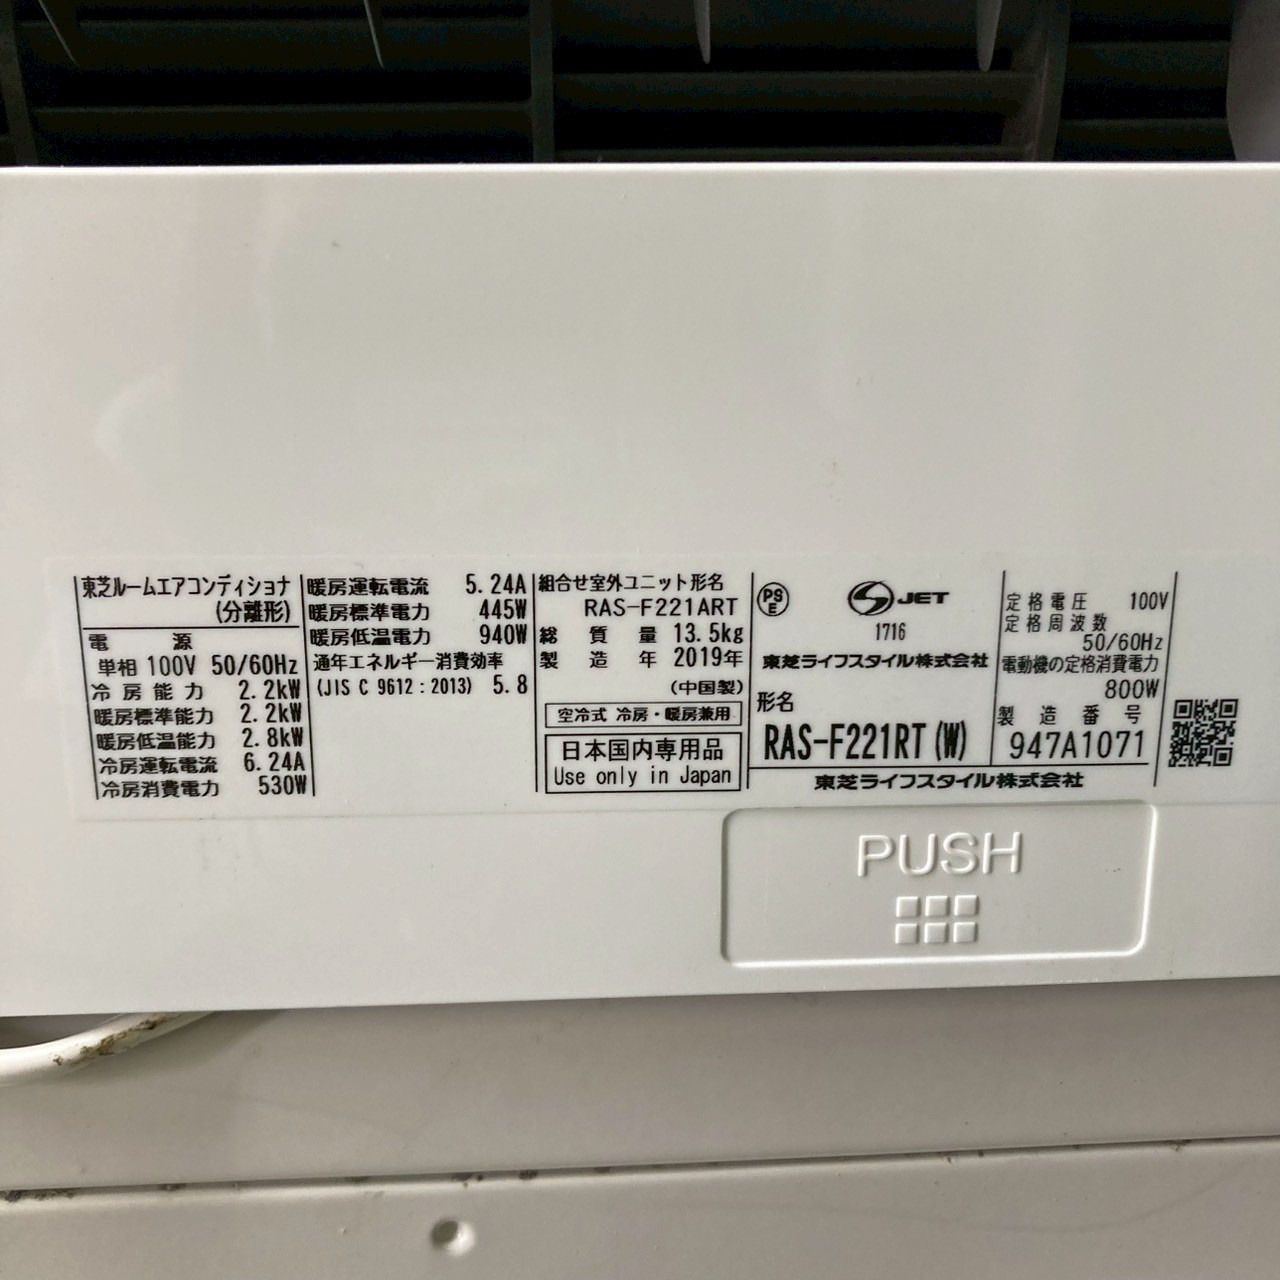 東芝ルームエアコンディショナ
(分離形)
電 源
単相 100V 50/60Hz
冷房能力 2.2kW
暖房標準能力 2.2kW
暖房低温能力 2.8kW
冷房運転電流 6.24A
冷房消費電力 530W
暖房運転電流 5.24A
暖房標準電力 445W
暖房低温電力 940W
通年エネルギー消費効率
(JIS C 9612:2013) 5.8
組合せ室外ユニット形名
RAS-F221ART
総質量 13.5kg
製造年 2019年
(中国製)
空冷式 冷房・暖房兼用
日本国内専用品
Use only in Japan
PS
E
JET
1716
東芝ライフスタイル株式会社
形名
RAS-F221RT(W)
定格電圧 100V
定格周波数
50/60Hz
電動機の定格消費電力
800W
製造番号
947A1071
東芝ライフスタイル株式会社
PUSH